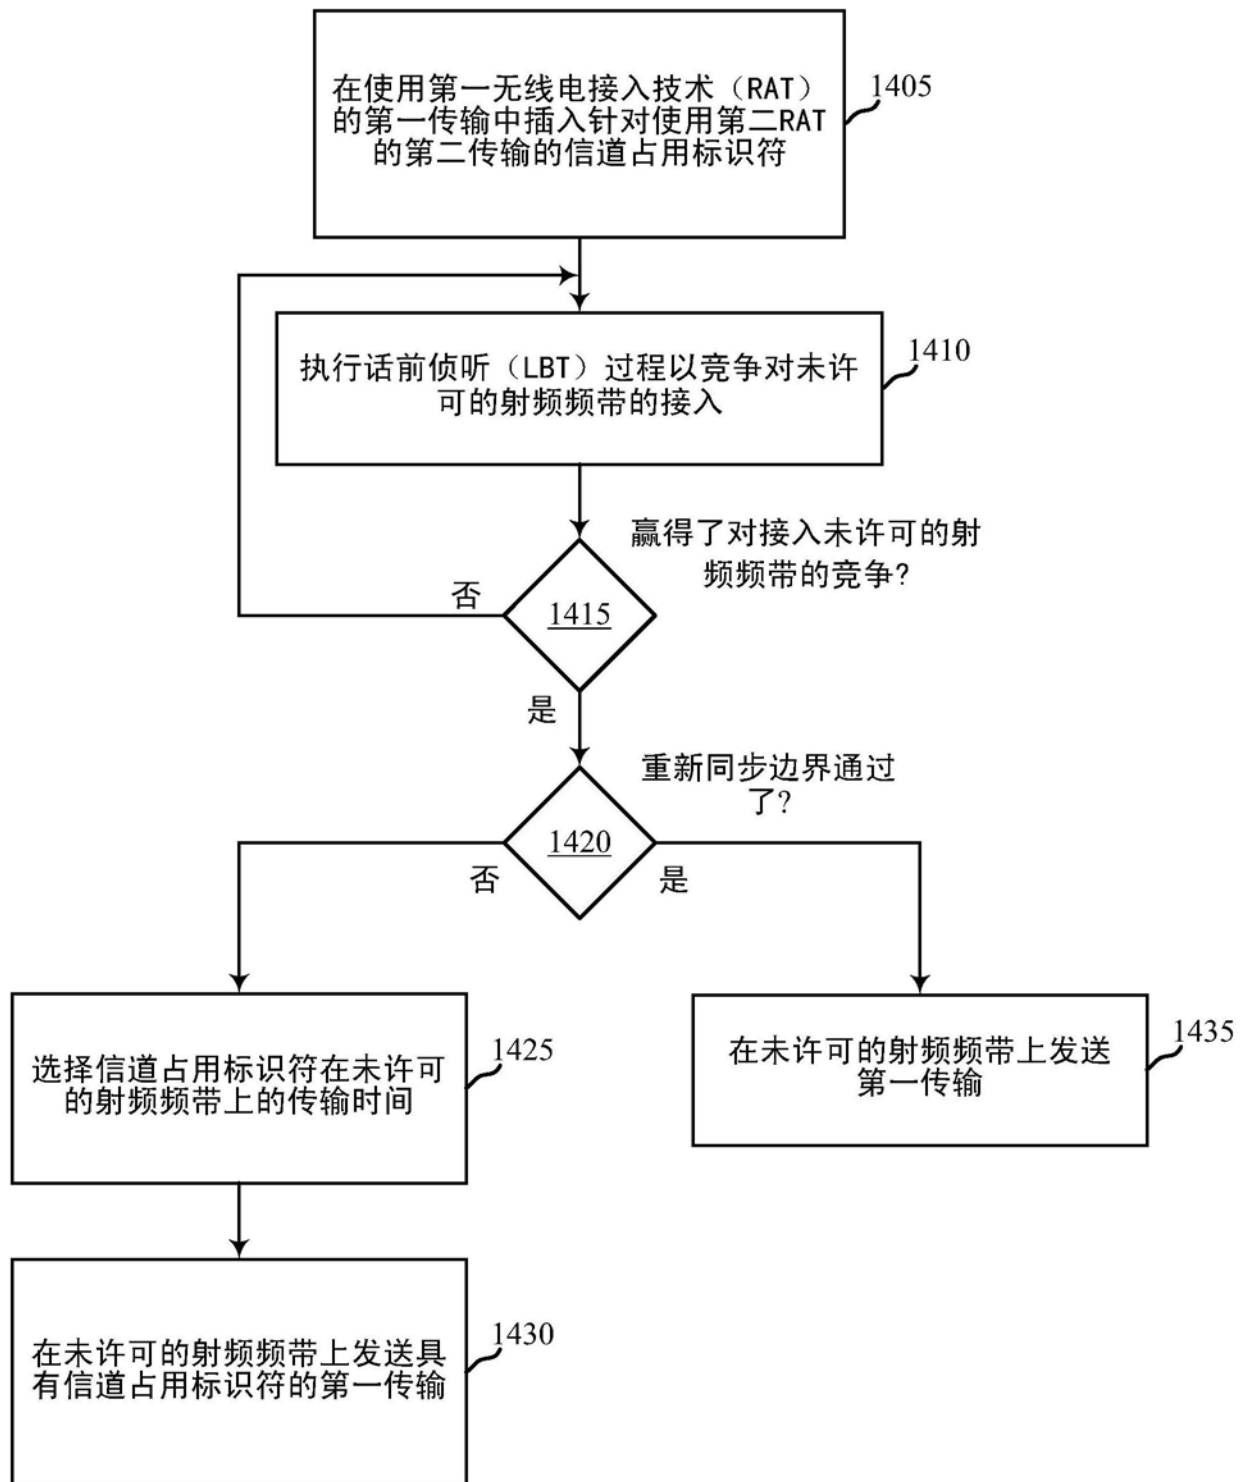 在使用第一无线电接入技术（RAT）
的第一传输中插入针对使用第二RAT
的第二传输的信道占用标识符
1405
执行话前侦听（LBT）过程以竞争对未许
可的射频频带的接入
1410
赢得了对接入未许可的射
频频带的竞争?
否
1415
是
重新同步边界通过
了?
1420
否
是
选择信道占用标识符在未许可
的射频频带上的传输时间
1425
在未许可的射频频带上发送
第一传输
1435
在未许可的射频频带上发送具
有信道占用标识符的第一传输
1430